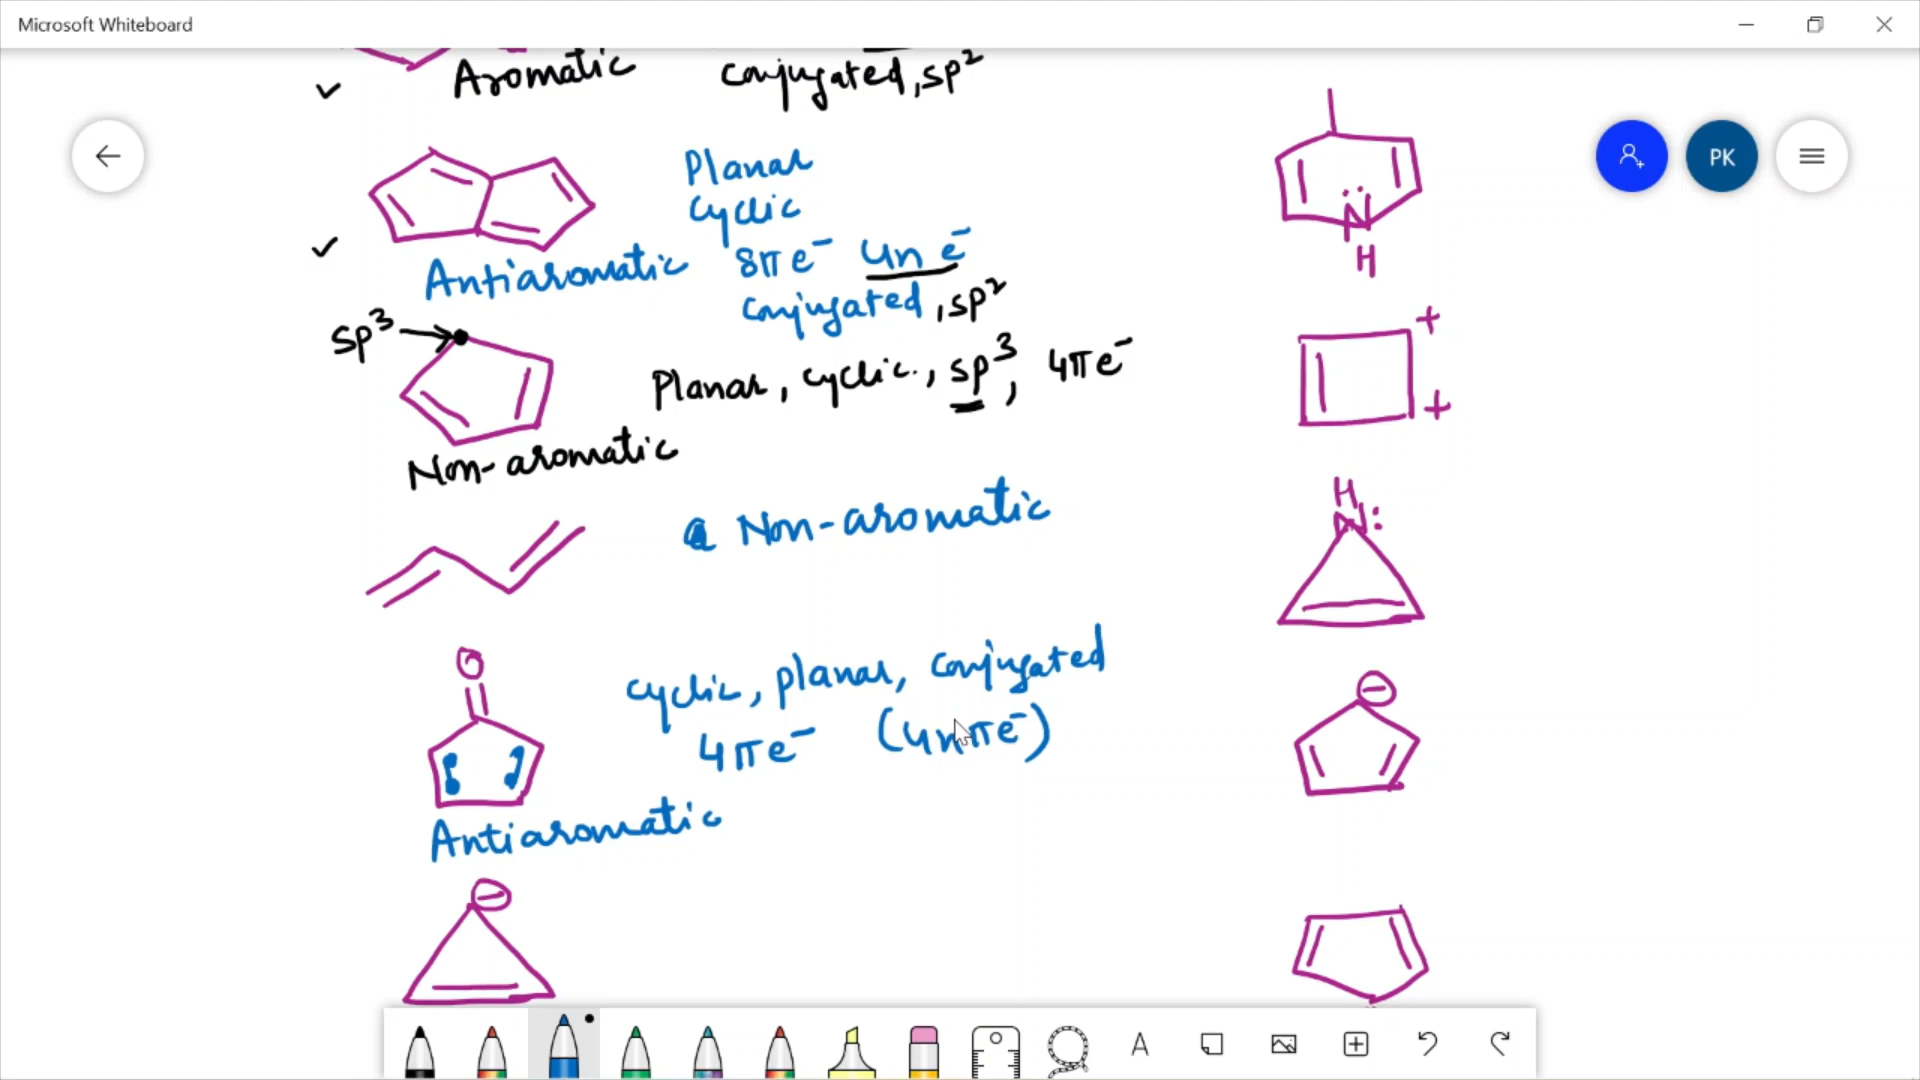 Microsoft Whiteboard
Aromatic
conjugated, sp²
Planar
cyclic
8πe⁻ 4n e⁻
Antiaromatic
conjugated, sp²
sp³
Planar, cyclic, sp³, 4πe⁻
Non-aromatic
Non-aromatic
O
cyclic, planar, conjugated
4πe⁻ (4nπe⁻)
Antiaromatic
−
N
H
+
+
H
N:
−
PK
A